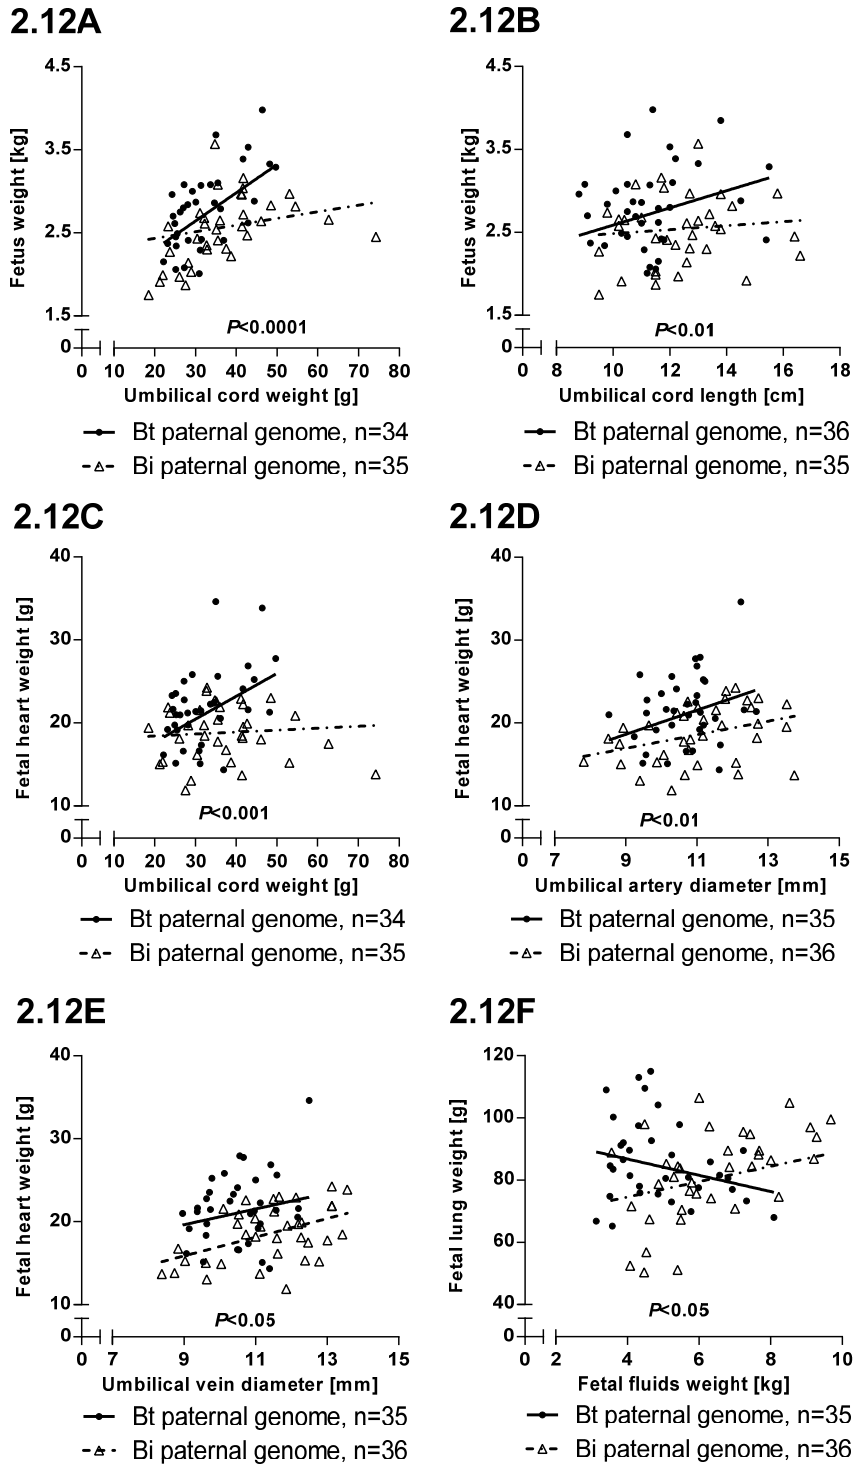 2.12A
2.12B
4.5
3.5
2.5
1.5
0
Fetus weight [kg]
P<0.0001
0 10 20 30 40 50 60 70 80
Umbilical cord weight [g]
Bt paternal genome, n=34
Bi paternal genome, n=35
4.5
3.5
2.5
1.5
0
Fetus weight [kg]
P<0.01
0 8 10 12 14 16 18
Umbilical cord length [cm]
Bt paternal genome, n=36
Bi paternal genome, n=35
2.12C
2.12D
40
30
20
10
0
Fetal heart weight [g]
P<0.001
0 10 20 30 40 50 60 70 80
Umbilical cord weight [g]
Bt paternal genome, n=34
Bi paternal genome, n=35
40
30
20
10
0
Fetal heart weight [g]
P<0.01
0 7 9 11 13 15
Umbilical artery diameter [mm]
Bt paternal genome, n=35
Bi paternal genome, n=36
2.12E
2.12F
40
30
20
10
0
Fetal heart weight [g]
P<0.05
0 7 9 11 13 15
Umbilical vein diameter [mm]
Bt paternal genome, n=35
Bi paternal genome, n=36
120
100
80
60
40
0
Fetal lung weight [g]
P<0.05
0 2 4 6 8 10
Fetal fluids weight [kg]
Bt paternal genome, n=35
Bi paternal genome, n=36